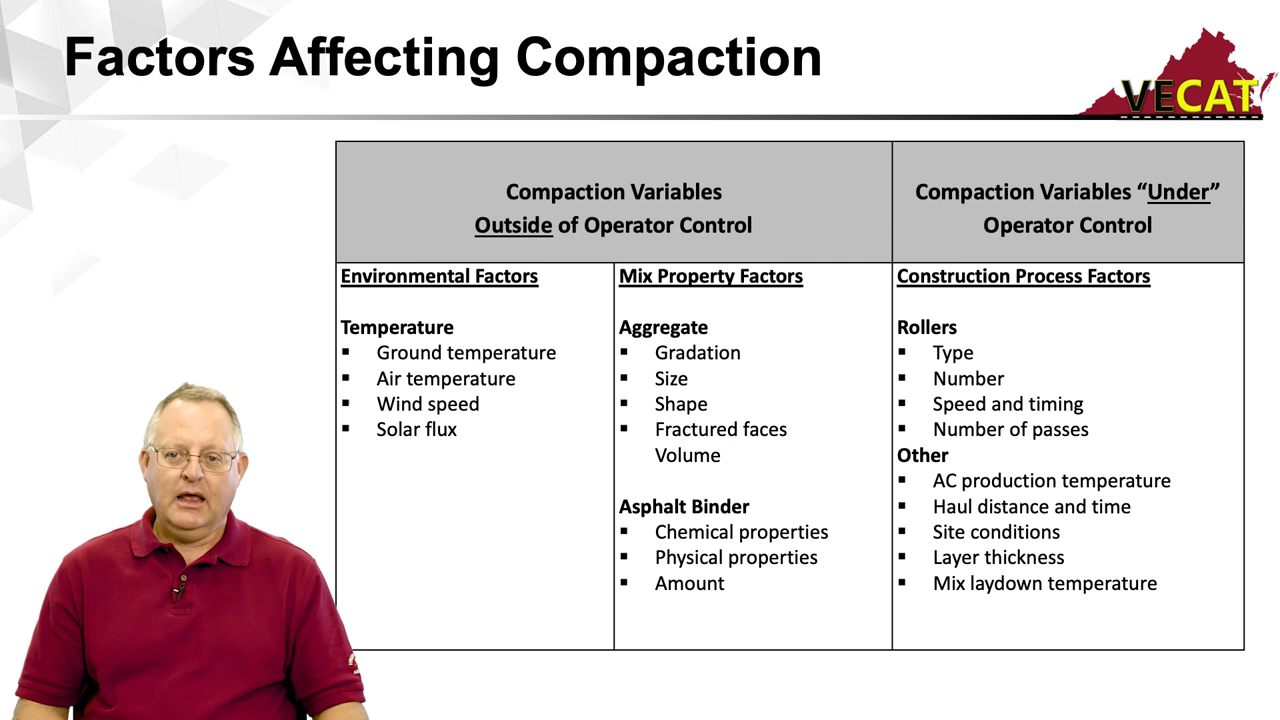 Factors Affecting Compaction
VECAT
Compaction Variables
Outside of Operator Control
Compaction Variables “Under”
Operator Control
Environmental Factors
Temperature
▪ Ground temperature
▪ Air temperature
▪ Wind speed
▪ Solar flux
Mix Property Factors
Aggregate
▪ Gradation
▪ Size
▪ Shape
▪ Fractured faces
Volume
Asphalt Binder
▪ Chemical properties
▪ Physical properties
▪ Amount
Construction Process Factors
Rollers
▪ Type
▪ Number
▪ Speed and timing
▪ Number of passes
Other
▪ AC production temperature
▪ Haul distance and time
▪ Site conditions
▪ Layer thickness
▪ Mix laydown temperature